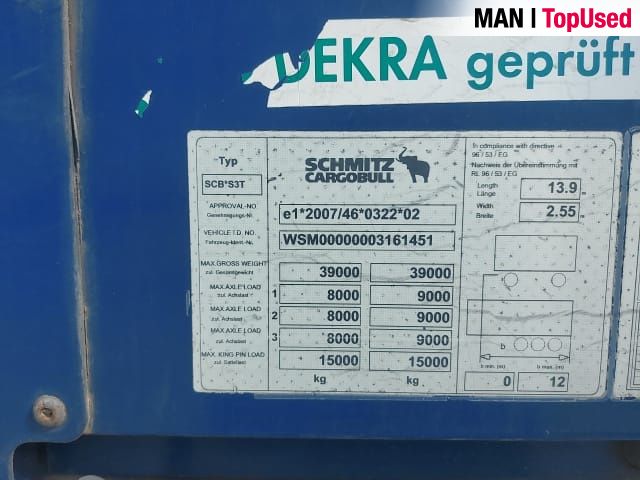 MAN | TopUsed
DEKRA geprüft
Typ
SCB*S3T
SCHMITZ
CARGOBULL
In compliance with directive
96 / 53 / EG
Nachweis der Übereinstimmung mit
RL 96 / 53 / EG
Length
Länge
13.9 m
Width
Breite
2.55 m
APPROVAL-NO
Genehmigungs-Nr.
e1*2007/46*0322*02
VEHICLE I.D. NO.
Fahrzeug-Ident.-Nr.
WSM00000003161451
MAX.GROSS WEIGHT
zul. Gesamtgewicht
39000 39000
MAX.AXLE LOAD
zul. Achslast
1 8000 9000
MAX.AXLE LOAD
zul. Achslast
2 8000 9000
MAX.AXLE LOAD
zul. Achslast
3 8000 9000
MAX. KING PIN LOAD
zul. Sattellast
15000 15000
kg kg
b
b min. (m) b max. (m)
0 12